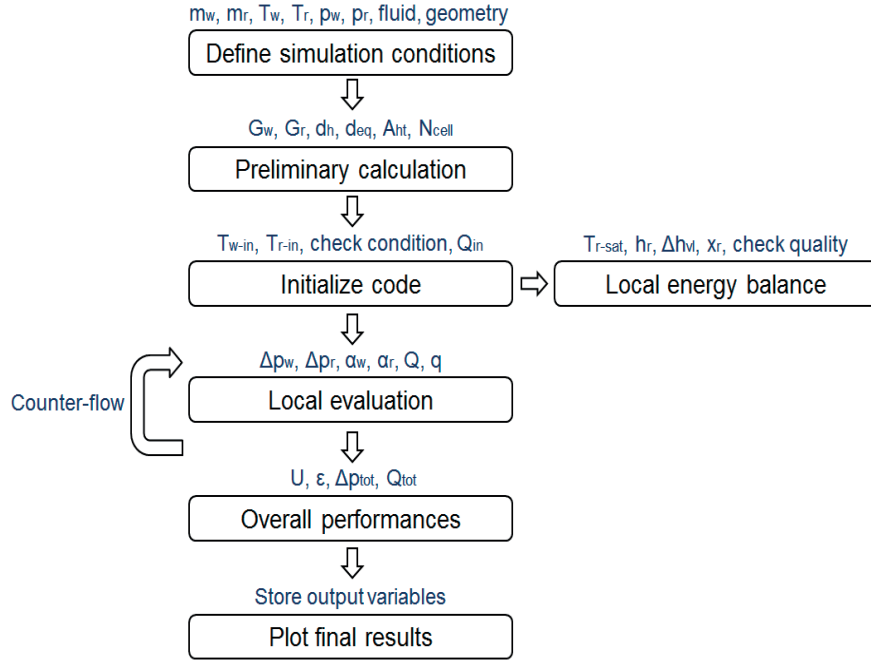 mw, mr, Tw, Tr, pw, pr, fluid, geometry
Define simulation conditions
Gw, Gr, dh, deq, Aht, Ncell
Preliminary calculation
Tw-in, Tr-in, check condition, Qin
Initialize code
Tr-sat, hr, Δhvl, xr, check quality
Local energy balance
Δpw, Δpr, αw, αr, Q, q
Counter-flow
Local evaluation
U, ε, Δptot, Qtot
Overall performances
Store output variables
Plot final results